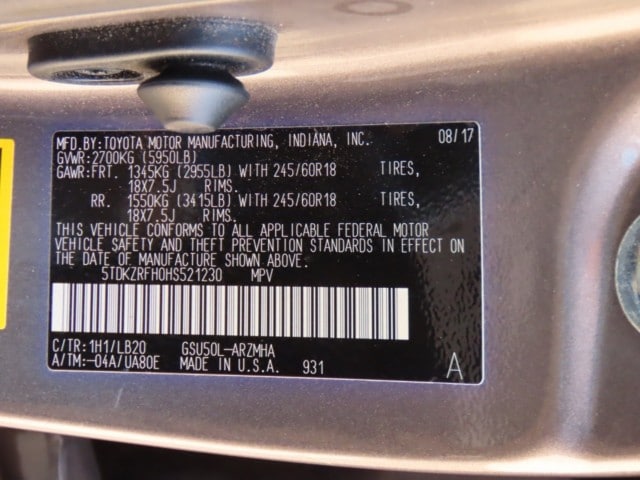 MFD.BY:TOYOTA MOTOR MANUFACTURING, INDIANA, INC. 08/17
GVWR:2700KG (5950LB)
GAWR:FRT. 1345KG (2955LB) WITH 245/60R18 TIRES,
18X7.5J RIMS.
RR. 1550KG (3415LB) WITH 245/60R18 TIRES,
18X7.5J RIMS.
THIS VEHICLE CONFORMS TO ALL APPLICABLE FEDERAL MOTOR
VEHICLE SAFETY AND THEFT PREVENTION STANDARDS IN EFFECT ON
THE DATE OF MANUFACTURE SHOWN ABOVE.
5TDKZRFH0HS521230 MPV
C/TR:1H1/LB20 GSU50L-ARZMHA
A/TM:-04A/UA80E MADE IN U.S.A. 931 A